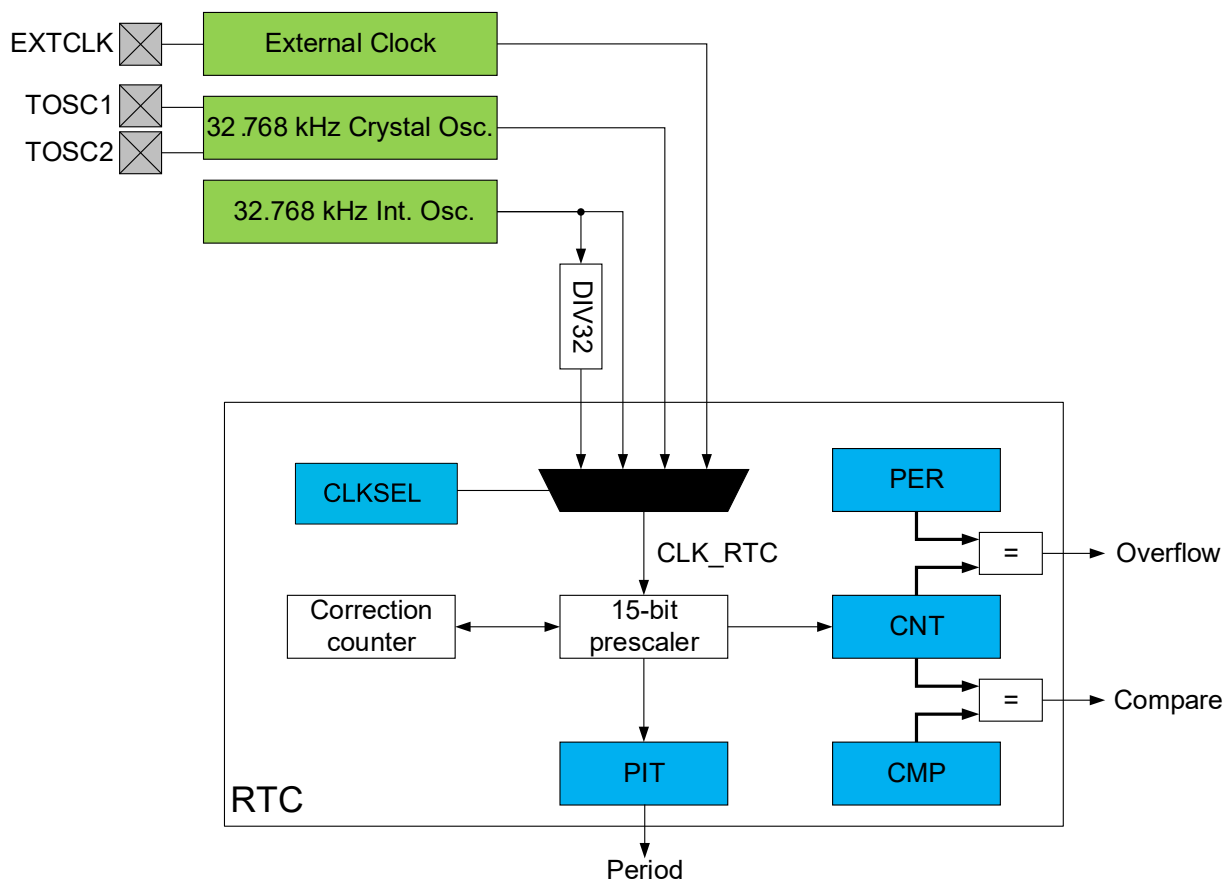 EXTCLK
External Clock
TOSC1
32.768 kHz Crystal Osc.
TOSC2
32.768 kHz Int. Osc.
DIV32
CLKSEL
PER
CLK_RTC
=
Overflow
Correction
counter
15-bit
prescaler
CNT
=
Compare
PIT
CMP
RTC
Period